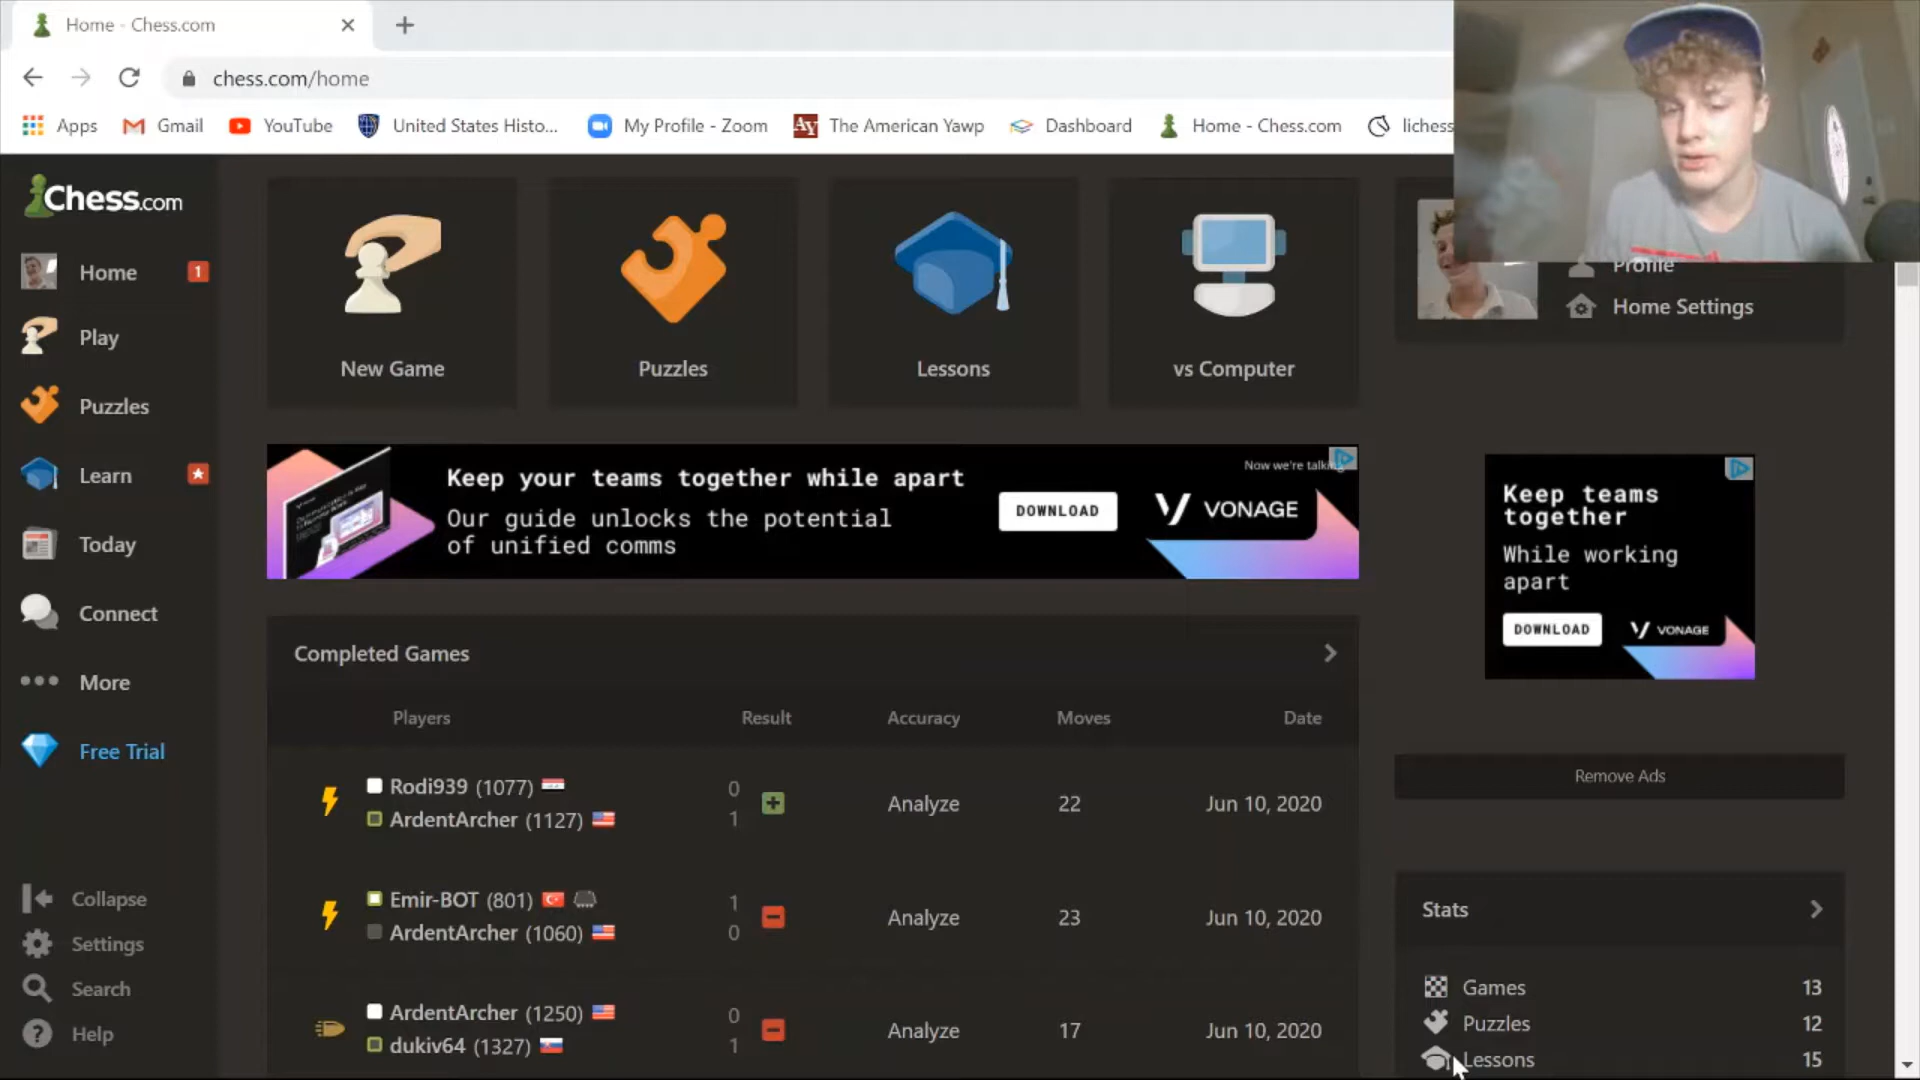 Home - Chess.com
chess.com/home
Apps
Gmail
YouTube
United States Histo...
My Profile - Zoom
AY
The American Yawp
Dashboard
Home - Chess.com
lichess
Chess.com
Home
1
Play
Puzzles
Learn
Today
Connect
More
Free Trial
Collapse
Settings
Search
Help
New Game
Puzzles
Lessons
vs Computer
Profile
Home Settings
Keep your teams together while apart
Our guide unlocks the potential
of unified comms
DOWNLOAD
Now we're talkin
VONAGE
Keep teams
together
While working
apart
DOWNLOAD
VONAGE
Remove Ads
Completed Games
Players Result Accuracy Moves Date
Rodi939 (1077) 0
ArdentArcher (1127) 1
Analyze 22 Jun 10, 2020
Emir-BOT (801) 1
ArdentArcher (1060) 0
Analyze 23 Jun 10, 2020
ArdentArcher (1250) 0
dukiv64 (1327) 1
Analyze 17 Jun 10, 2020
Stats
Games 13
Puzzles 12
Lessons 15